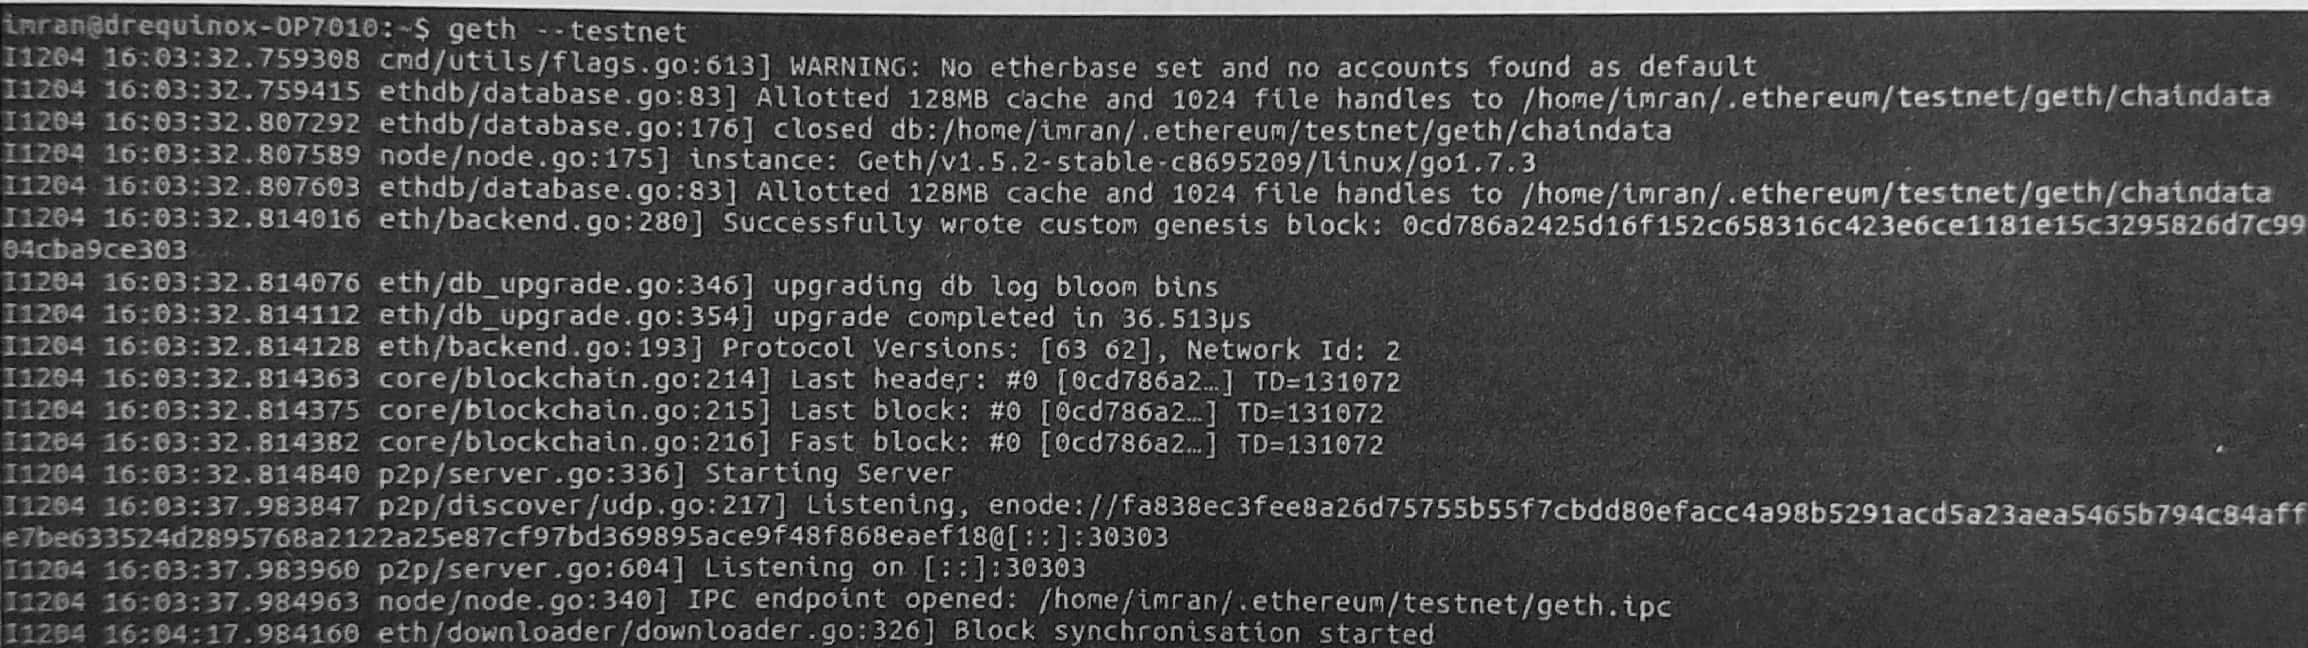 imran@drequinox-OP7010:~$ geth --testnet
I1204 16:03:32.759308 cmd/utils/flags.go:613] WARNING: No etherbase set and no accounts found as default
I1204 16:03:32.759415 ethdb/database.go:83] Allotted 128MB cache and 1024 file handles to /home/imran/.ethereum/testnet/geth/chaindata
I1204 16:03:32.807292 ethdb/database.go:176] closed db:/home/imran/.ethereum/testnet/geth/chaindata
I1204 16:03:32.807589 node/node.go:175] instance: Geth/v1.5.2-stable-c8695209/linux/go1.7.3
I1204 16:03:32.807603 ethdb/database.go:83] Allotted 128MB cache and 1024 file handles to /home/imran/.ethereum/testnet/geth/chaindata
I1204 16:03:32.814016 eth/backend.go:280] Successfully wrote custom genesis block: 0cd786a2425d16f152c658316c423e6ce1181e15c3295826d7c99
04cba9ce303
I1204 16:03:32.814076 eth/db_upgrade.go:346] upgrading db log bloom bins
I1204 16:03:32.814112 eth/db_upgrade.go:354] upgrade completed in 36.513µs
I1204 16:03:32.814128 eth/backend.go:193] Protocol Versions: [63 62], Network Id: 2
I1204 16:03:32.814363 core/blockchain.go:214] Last header: #0 [0cd786a2…] TD=131072
I1204 16:03:32.814375 core/blockchain.go:215] Last block: #0 [0cd786a2…] TD=131072
I1204 16:03:32.814382 core/blockchain.go:216] Fast block: #0 [0cd786a2…] TD=131072
I1204 16:03:32.814840 p2p/server.go:336] Starting Server
I1204 16:03:37.983847 p2p/discover/udp.go:217] Listening, enode://fa838ec3fee8a26d75755b55f7cbdd80efacc4a98b5291acd5a23aea5465b794c84aff
e7be633524d2895768a2122a25e87cf97bd369895ace9f48f868eaef18@[::]:30303
I1204 16:03:37.983960 p2p/server.go:604] Listening on [::]:30303
I1204 16:03:37.984963 node/node.go:340] IPC endpoint opened: /home/imran/.ethereum/testnet/geth.ipc
I1204 16:04:17.984160 eth/downloader/downloader.go:326] Block synchronisation started